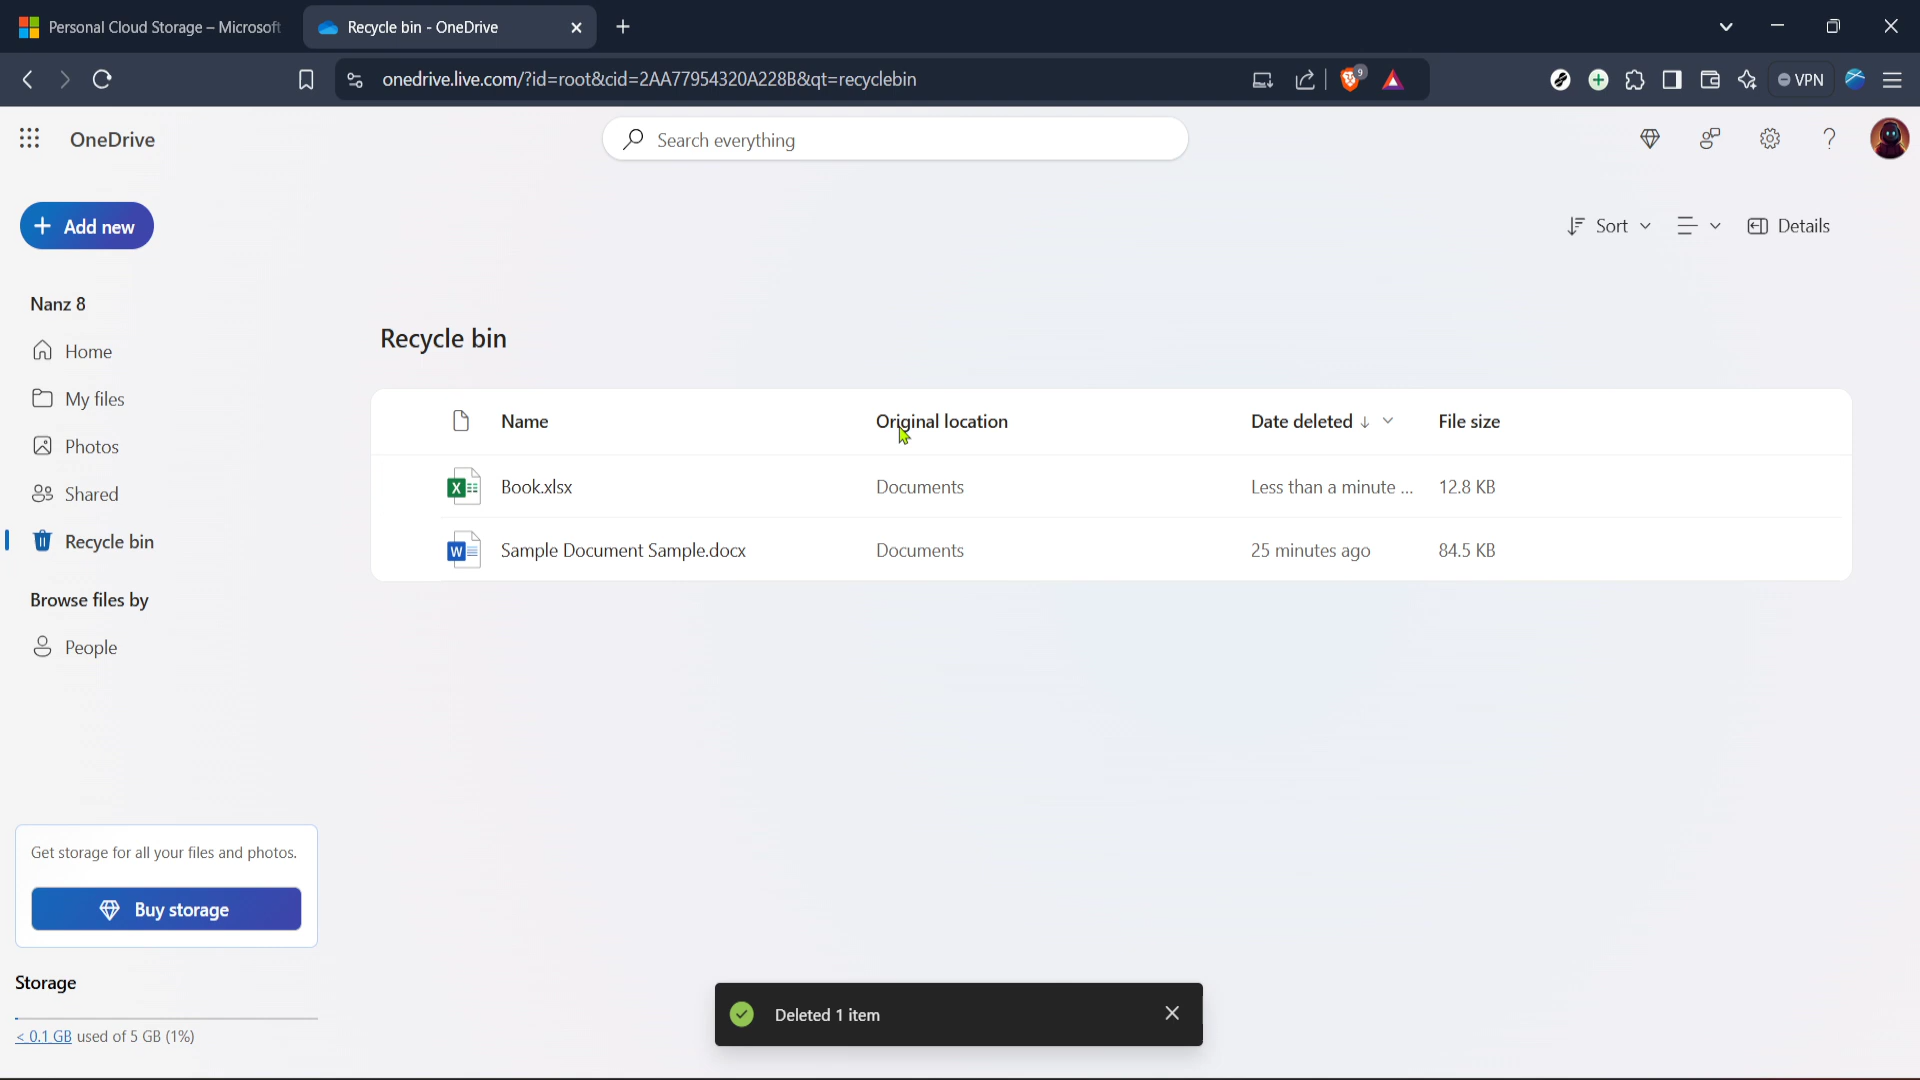 Personal Cloud Storage – Microsoft
Recycle bin - OneDrive
onedrive.live.com/?id=root&cid=2AA77954320A228B&qt=recyclebin
9
VPN
OneDrive
Search everything
Add new
Sort
Details
Nanz 8
Home
My files
Photos
Shared
Recycle bin
Browse files by
People
Recycle bin
Name Original location Date deleted File size
Book.xlsx Documents Less than a minute ... 12.8 KB
Sample Document Sample.docx Documents 25 minutes ago 84.5 KB
Get storage for all your files and photos.
Buy storage
Storage
< 0.1 GB used of 5 GB (1%)
Deleted 1 item